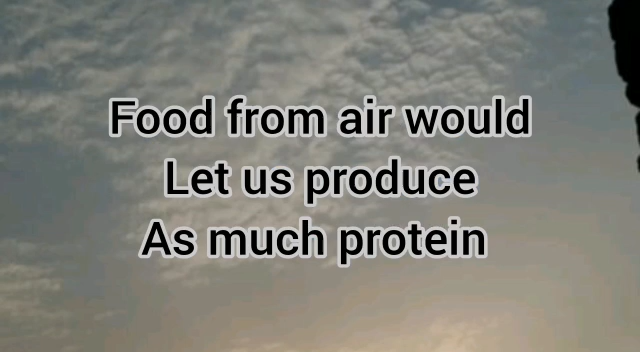 Food from air would
Let us produce
As much protein